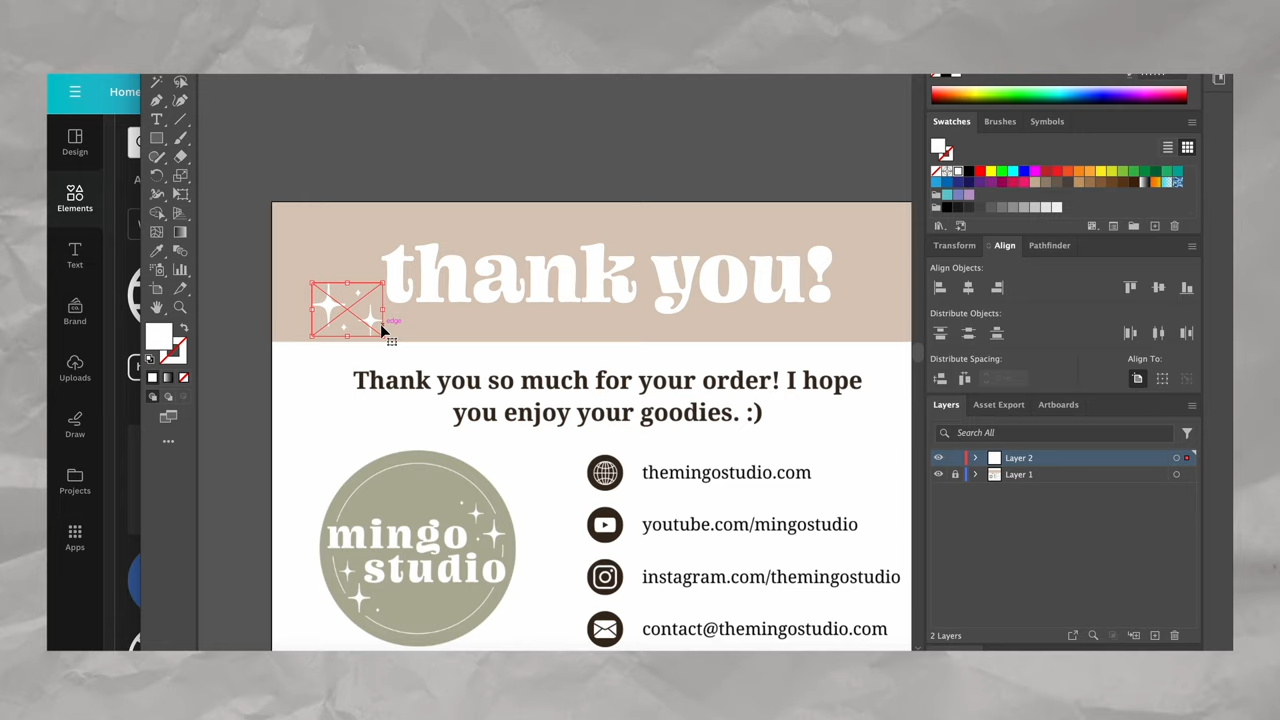 Home
Design
Elements
Text
Brand
Uploads
Draw
Projects
Apps
thank you!
edge
Thank you so much for your order! I hope
you enjoy your goodies. :)
mingo
studio
themingostudio.com
youtube.com/mingostudio
instagram.com/themingostudio
contact@themingostudio.com
Swatches Brushes Symbols
Transform Align Pathfinder
Align Objects:
Distribute Objects:
Distribute Spacing: Align To:
Layers Asset Export Artboards
Search All
Layer 2
Layer 1
2 Layers